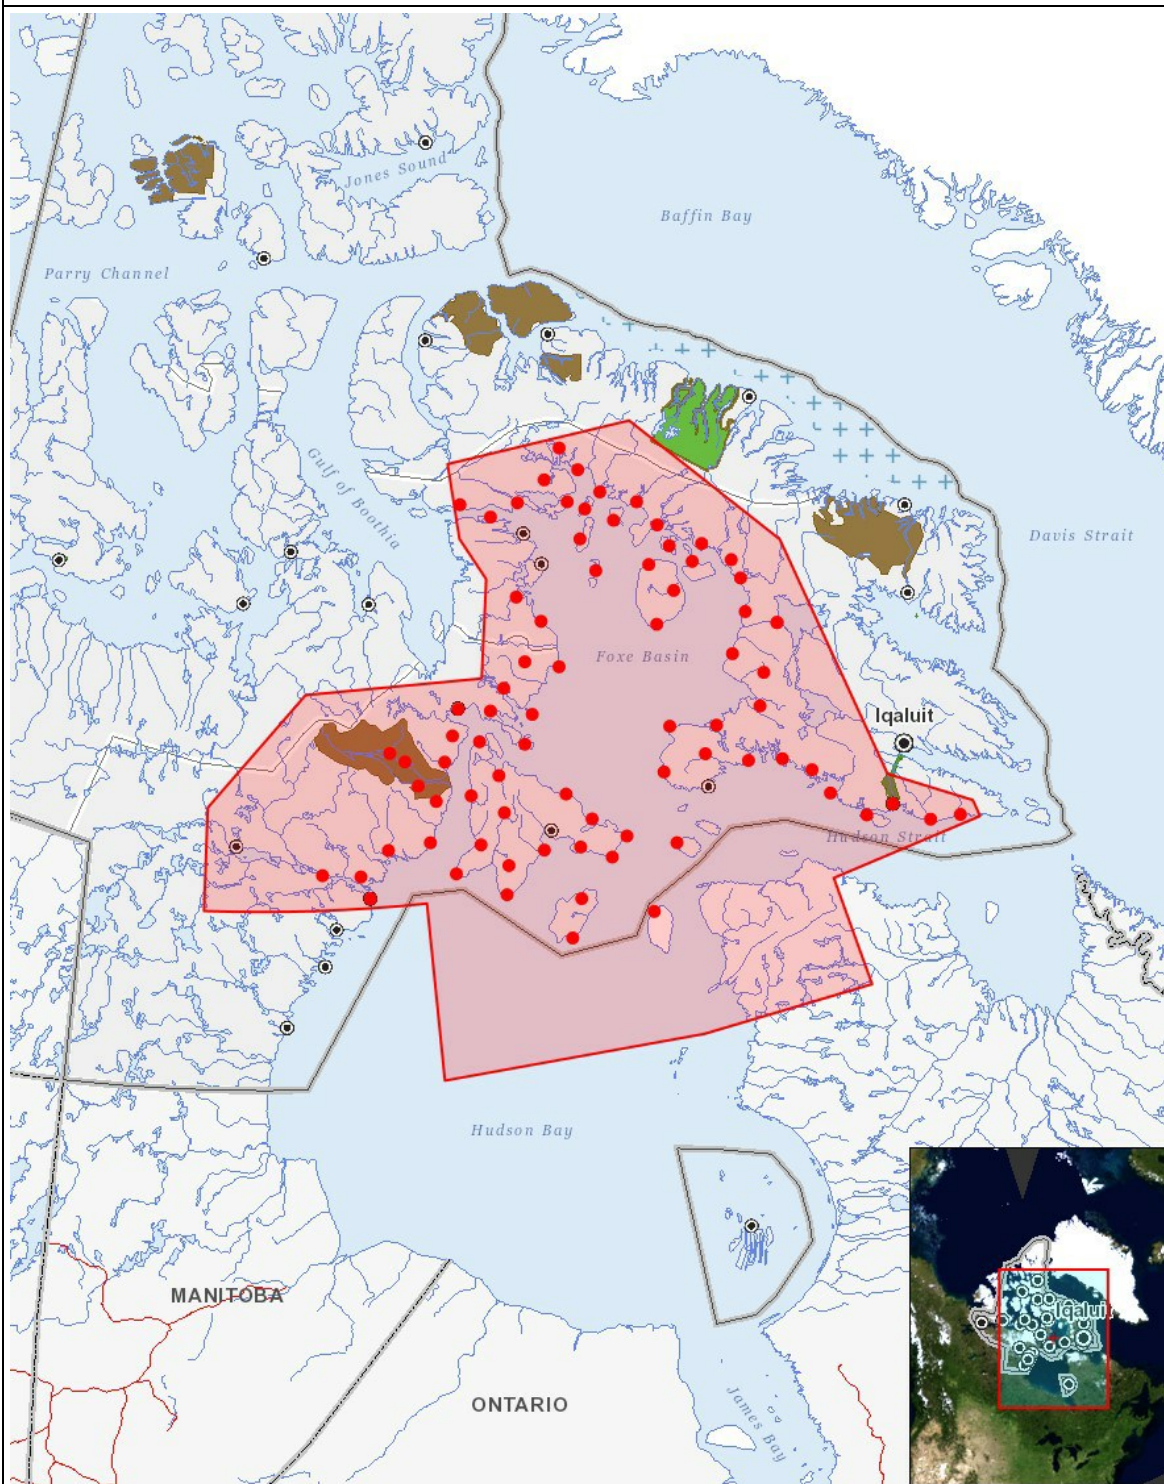 Jones Sound
Baffin Bay
Parry Channel
Gulf of Boothia
Davis Strait
Foxe Basin
Iqaluit
Hudson Strait
Hudson Bay
MANITOBA
ONTARIO
James Bay
Iqaluit